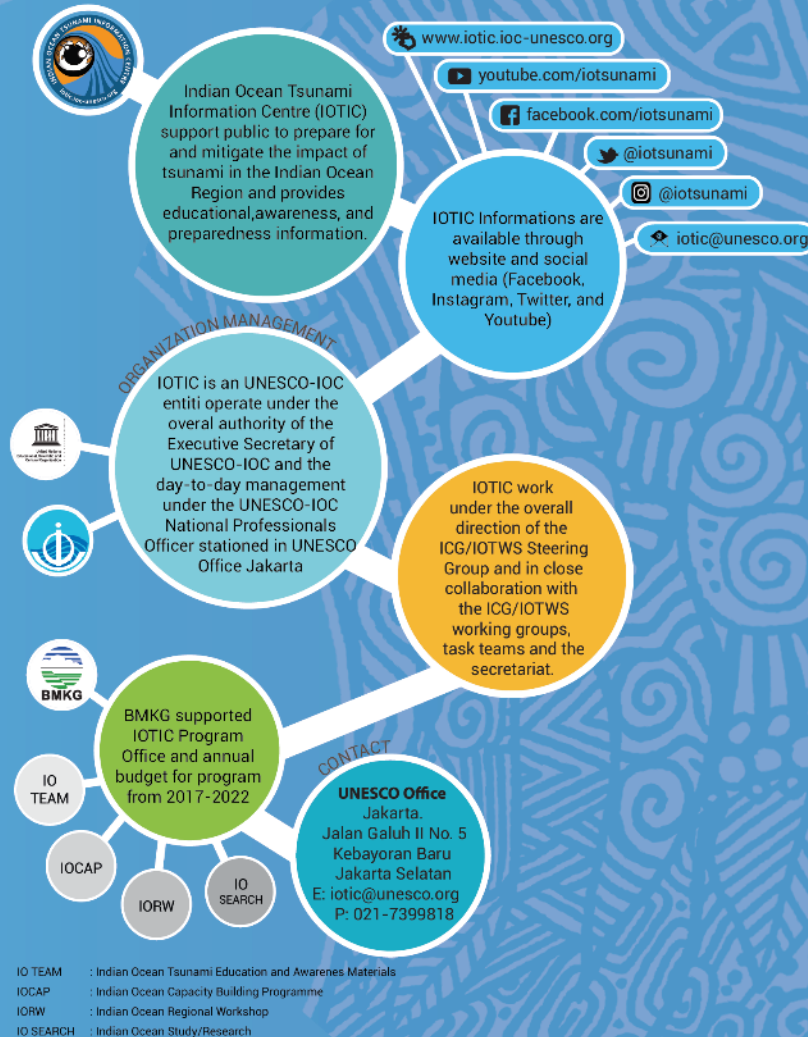 INDIAN OCEAN TSUNAMI INFORMATION CENTRE
iotic.ioc-unesco.org
Indian Ocean Tsunami
Information Centre (IOTIC)
support public to prepare for
and mitigate the impact of
tsunami in the Indian Ocean
Region and provides
educational,awareness, and
preparedness information.
www.iotic.ioc-unesco.org
youtube.com/iotsunami
facebook.com/iotsunami
@iotsunami
@iotsunami
iotic@unesco.org
IOTIC Informations are
available through
website and social
media (Facebook,
Instagram, Twitter, and
Youtube)
ORGANIZATION MANAGEMENT
IOTIC is an UNESCO-IOC
entiti operate under the
overal authority of the
Executive Secretary of
UNESCO-IOC and the
day-to-day management
under the UNESCO-IOC
National Professionals
Officer stationed in UNESCO
Office Jakarta
IOTIC work
under the overall
direction of the
ICG/IOTWS Steering
Group and in close
collaboration with
the ICG/IOTWS
working groups,
task teams and the
secretariat.
BMKG
BMKG supported
IOTIC Program
Office and annual
budget for program
from 2017-2022
IO
TEAM
IOCAP
IORW
IO
SEARCH
CONTACT
UNESCO Office
Jakarta.
Jalan Galuh II No. 5
Kebayoran Baru
Jakarta Selatan
E: iotic@unesco.org
P: 021-7399818
IO TEAM : Indian Ocean Tsunami Education and Awarenes Materials
IOCAP : Indian Ocean Capacity Building Programme
IORW : Indian Ocean Regional Workshop
IO SEARCH : Indian Ocean Study/Research